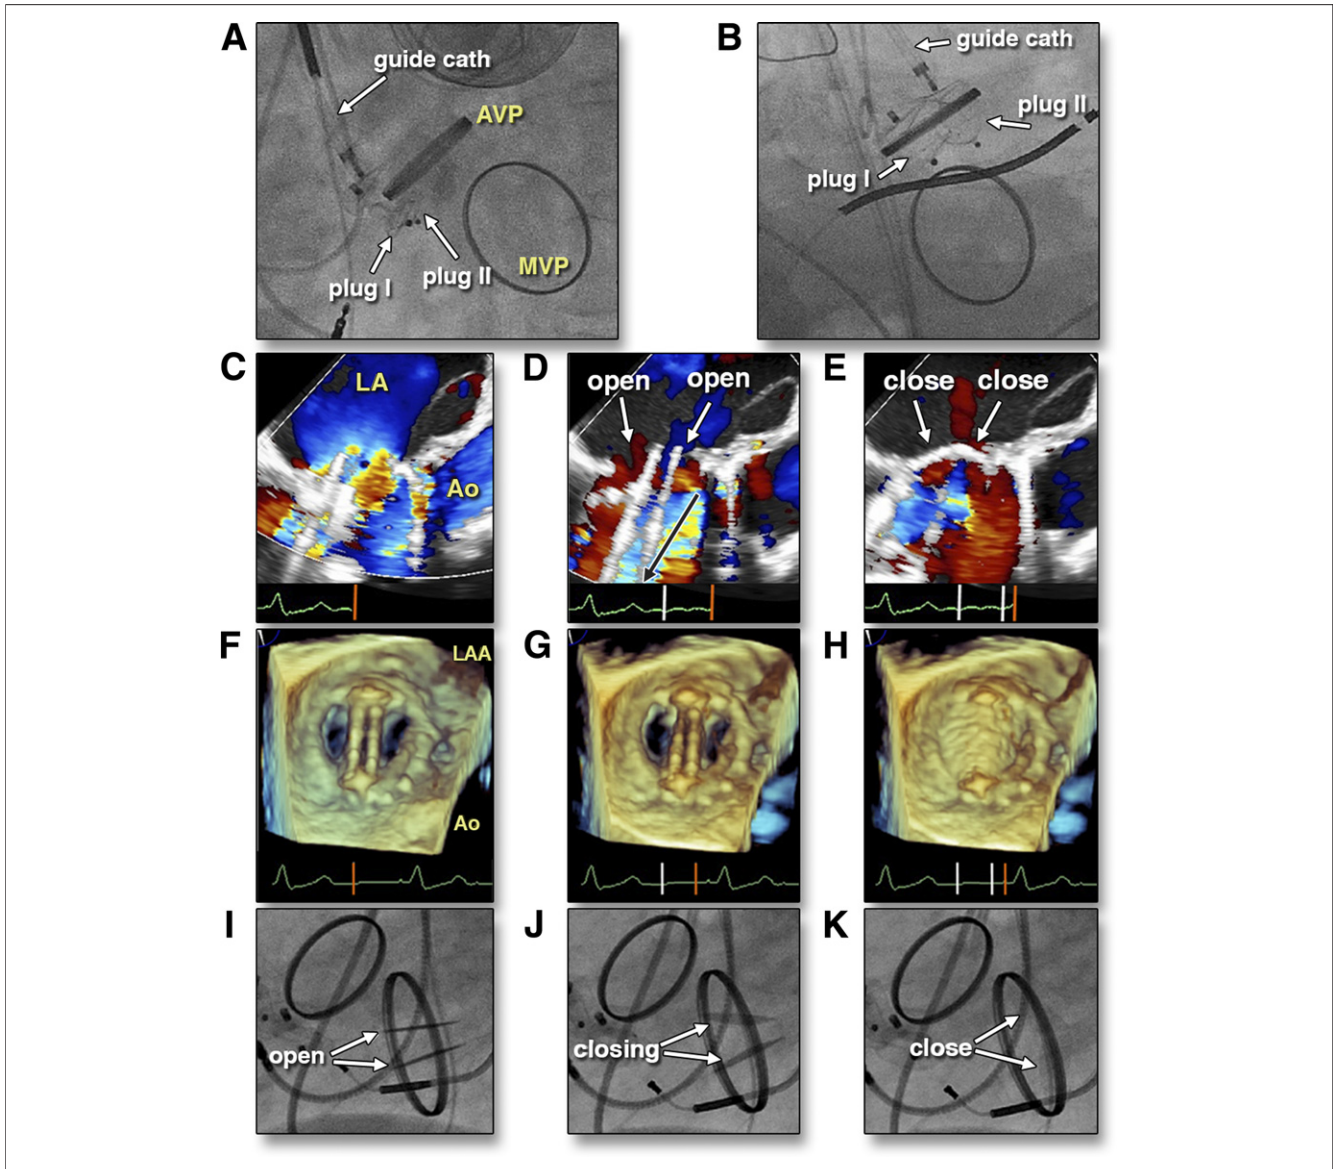 A
guide cath
AVP
MVP
plug I
plug II
B
guide cath
plug II
plug I
C
LA
Ao
D
open
open
E
close
close
F
LAA
Ao
G
H
I
open
J
closing
K
close